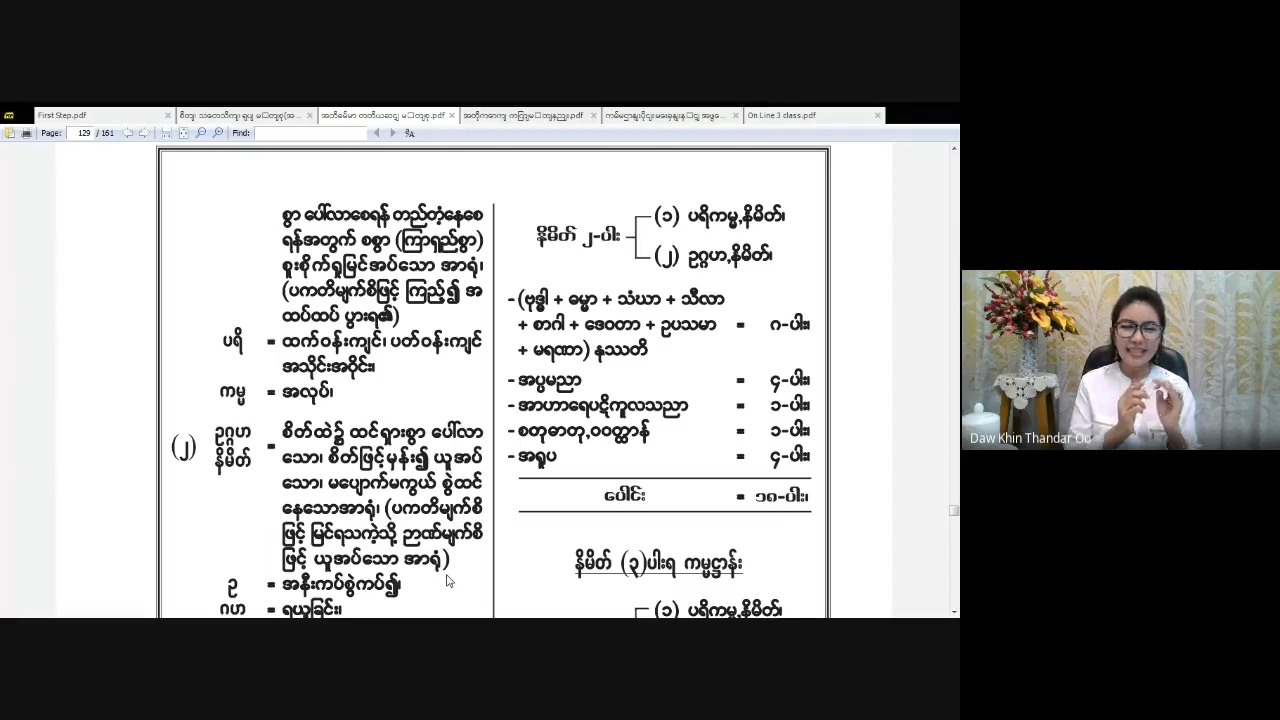 First Step.pdf
On Line 3 class.pdf
Page: 129 / 161 Find:
စွာ ပေါ်လာစေရန် တည်တံ့နေစေ
ရန်အတွက် စစွာ (ကြာရှည်စွာ)
စူးစိုက်ရှုမြင်အပ်သော အာရုံ၊
(ပကတိမျက်စိဖြင့် ကြည့်၍ အ
ထပ်ထပ် ပွားရ၏)
ပရိ = ထက်ဝန်းကျင်၊ ပတ်ဝန်းကျင်
အသိုင်းအဝိုင်း၊
ကမ္မ = အလုပ်၊
(၂) ဥဂ္ဂဟ နိမိတ် = စိတ်ထဲ၌ ထင်ရှားစွာ ပေါ်လာ
သော၊ စိတ်ဖြင့်မှန်း၍ ယူအပ်
သော၊ မပျောက်မကွယ် စွဲထင်
နေသောအာရုံ၊ (ပကတိမျက်စိ
ဖြင့် မြင်ရသကဲ့သို့ ဉာဏ်မျက်စိ
ဖြင့် ယူအပ်သော အာရုံ)
ဥ = အနီးကပ်စွဲကပ်၍၊
ဂဟ = ရယူခြင်း၊
နိမိတ် ၂-ပါး
(၁) ပရိကမ္မ,နိမိတ်၊
(၂) ဥဂ္ဂဟ,နိမိတ်၊
- (ဗုဒ္ဓါ + ဓမ္မာ + သံဃာ + သီလာ
+ စာဂါ + ဒေဝတာ + ဥပသမာ = ဂ-ပါး၊
+ မရဏာ) နုဿတိ
- အပ္ပမညာ = ၄-ပါး၊
- အာဟာရေပဋိကူလသညာ = ၁-ပါး၊
- စတုဓာတု,ဝဝတ္ထာန် = ၁-ပါး၊
- အရူပ = ၄-ပါး၊
ပေါင်း = ၁၈-ပါး၊
နိမိတ် (၃)ပါးရ ကမ္မဋ္ဌာန်း
(၁) ပရိကမ္မ,နိမိတ်၊
Daw Khin Thandar Oo